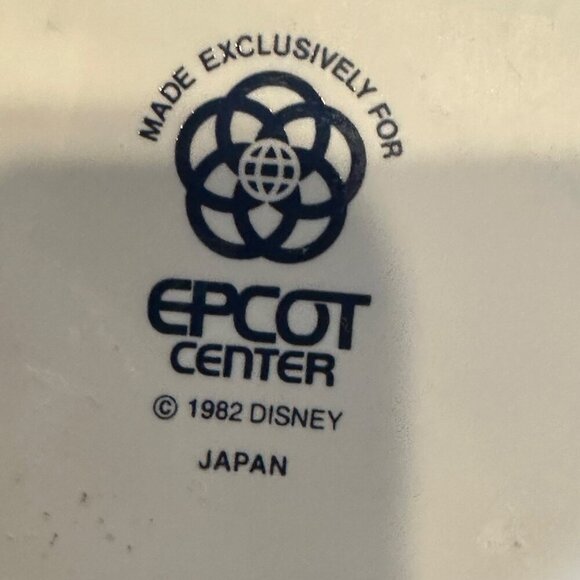 MADE EXCLUSIVELY FOR
EPCOT
CENTER
© 1982 DISNEY
JAPAN